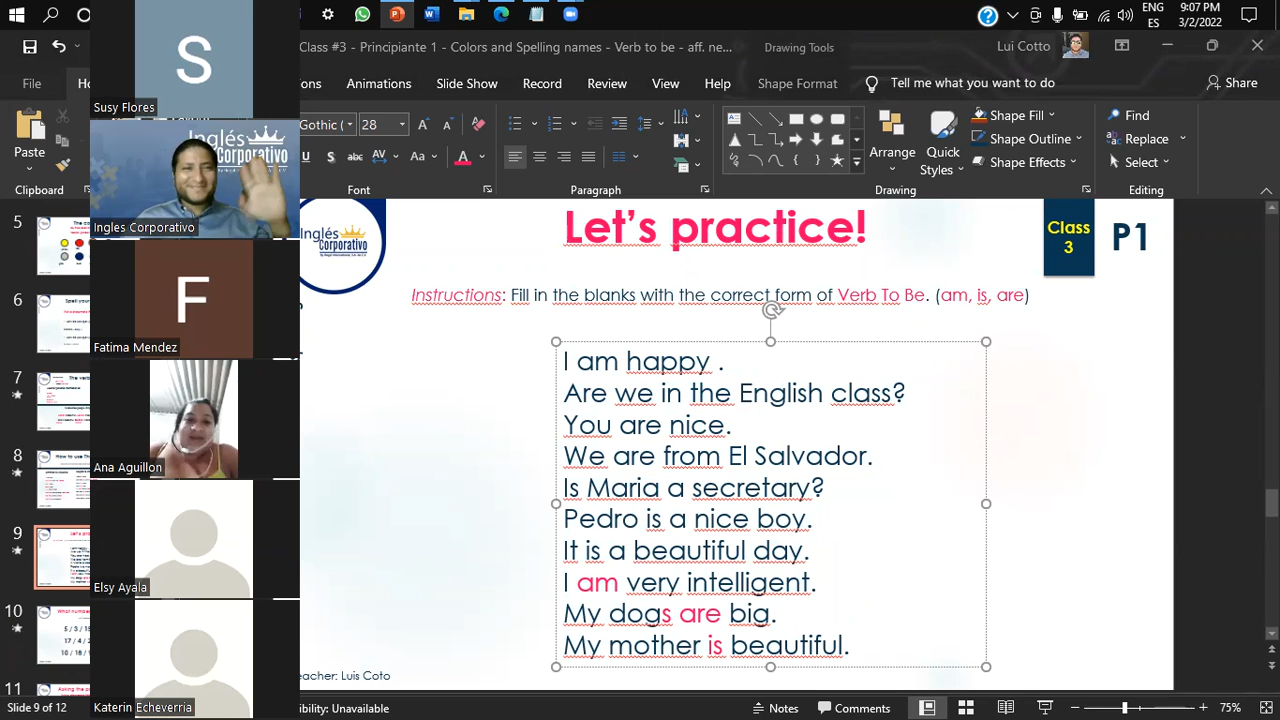 ENG
ES
9:07 PM
3/2/2022
Class #3 - Principiante 1 - Colors and Spelling names - Verb to be - aff. ne...
Drawing Tools
Lui Cotto
Animations
Slide Show
Record
Review
View
Help
Shape Format
Tell me what you want to do
Share
28
Aa
Arrange
Quick
Styles
Shape Fill
Shape Outline
Shape Effects
Find
Replace
Select
Clipboard
Font
Paragraph
Drawing
Editing
S
Susy Flores
Inglés
Corporativo
Ingles Corporativo
F
Fatima Mendez
Ana Aguillon
Elsy Ayala
Katerin Echeverria
5
6
7
8
9
10
11
Inglés
Corporativo
Let's practice!
Class
3
P1
Instructions: Fill in the blanks with the correct form of Verb To Be. (am, is, are)
I am happy .
Are we in the English class?
You are nice.
We are from El Salvador.
Is Maria a secretary?
Pedro is a nice boy.
It is a beautiful day.
I am very intelligent.
My dogs are big.
My mother is beautiful.
eacher: Luis Coto
Slide 9 of 12
ibility: Unavailable
Notes
Comments
75%